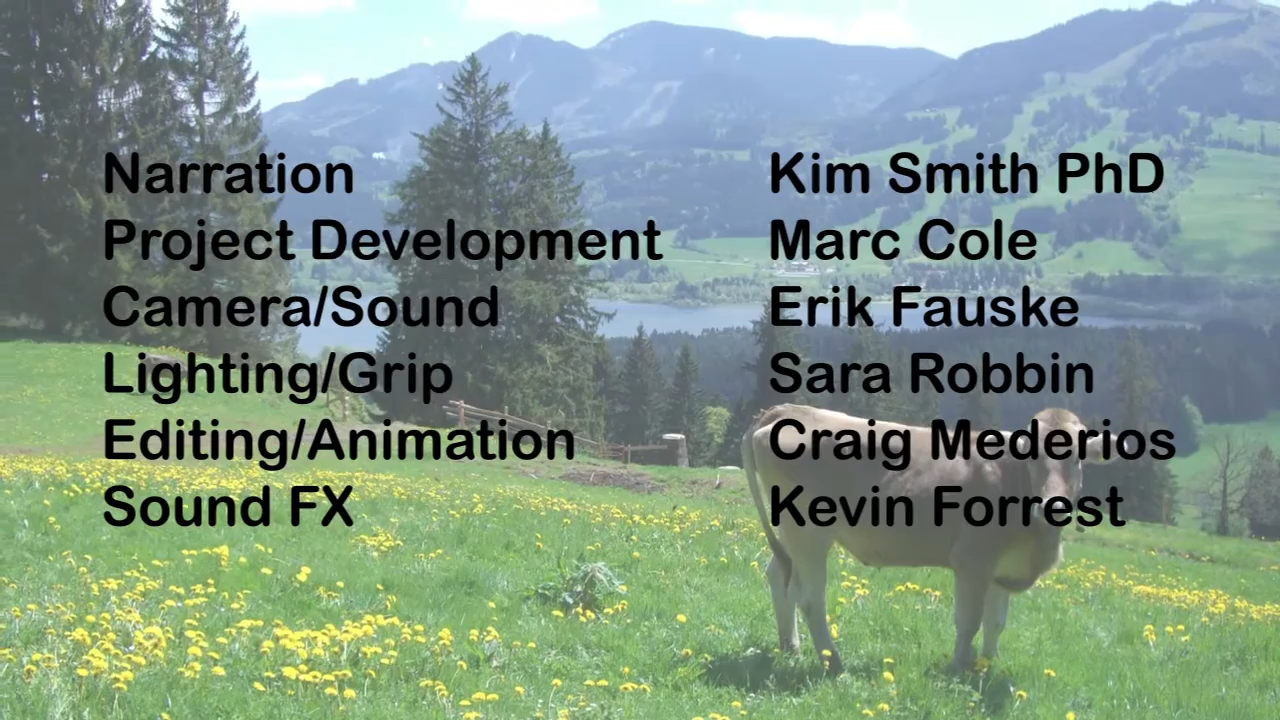 Narration Kim Smith PhD
Project Development Marc Cole
Camera/Sound Erik Fauske
Lighting/Grip Sara Robbin
Editing/Animation Craig Mederios
Sound FX Kevin Forrest